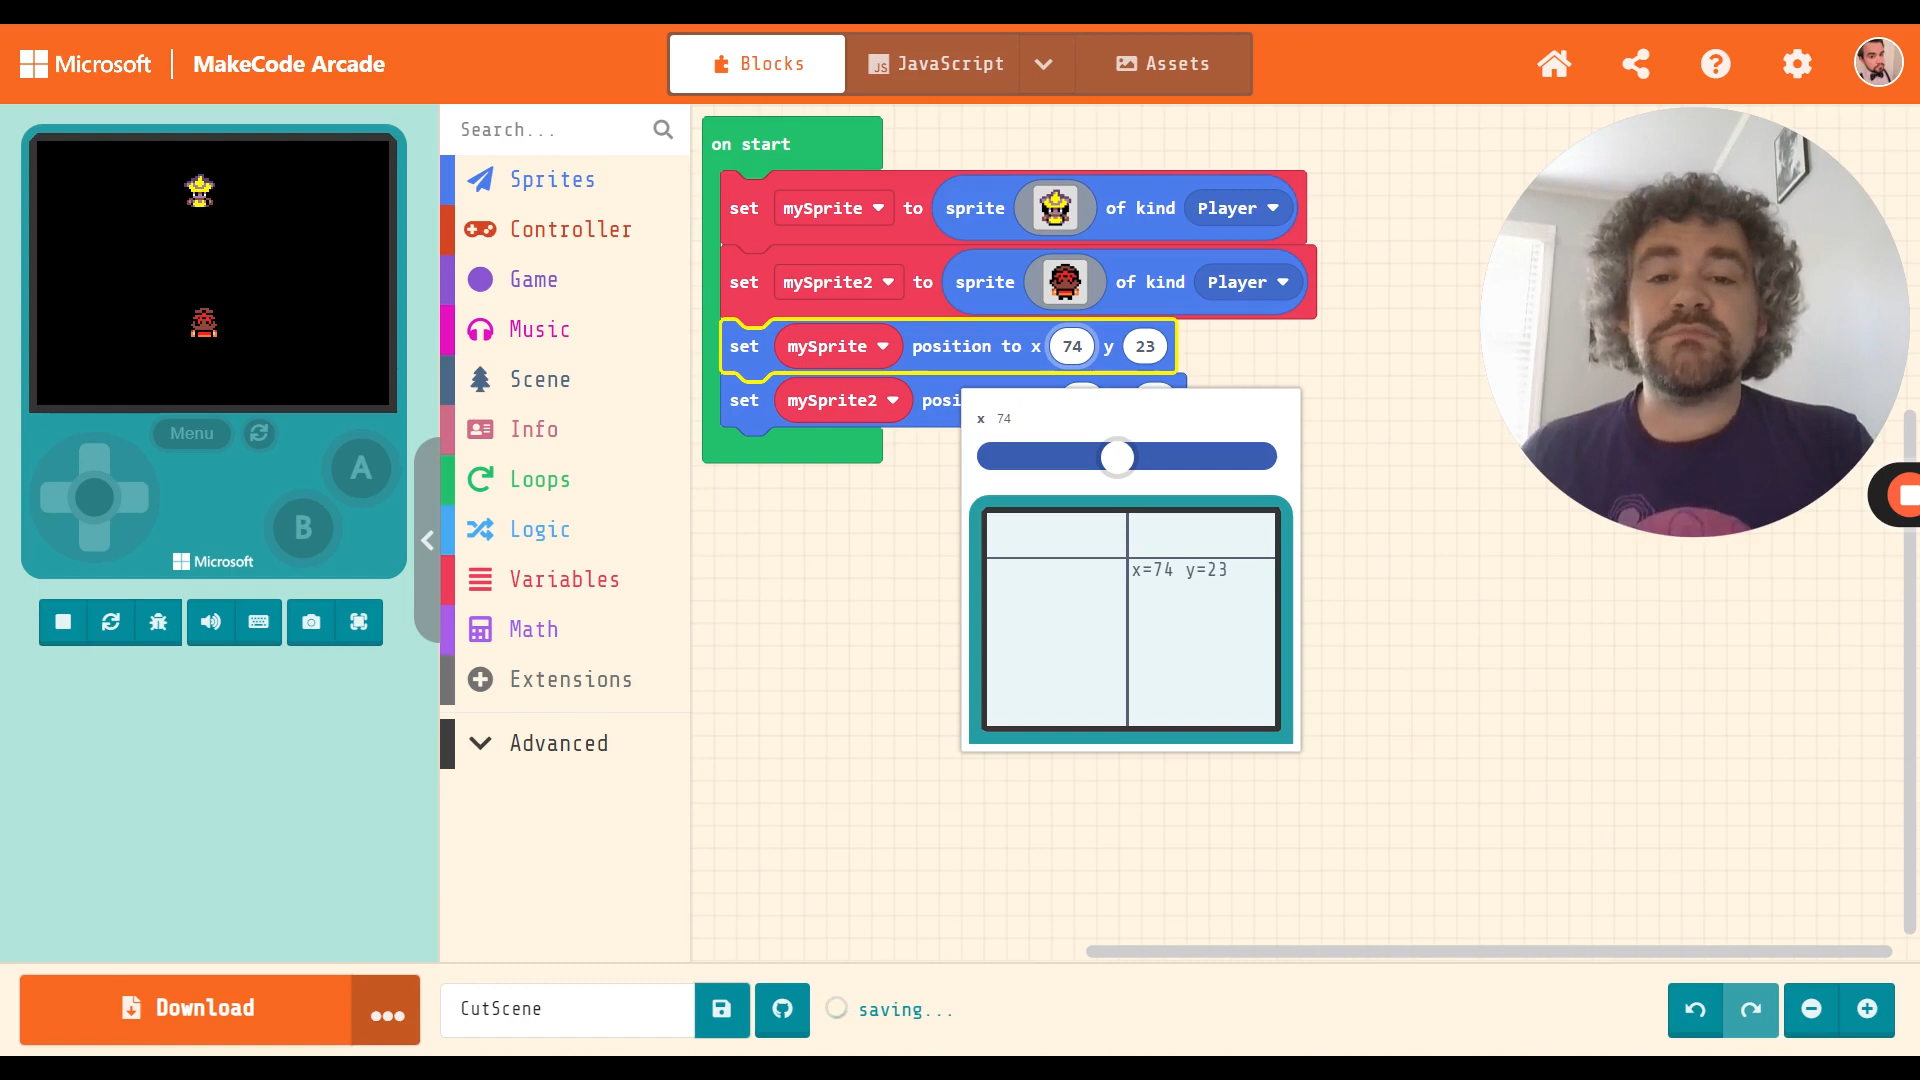 Microsoft
MakeCode Arcade
Blocks
JS JavaScript
Assets
Menu
A
B
Microsoft
Search...
Sprites
Controller
Game
Music
Scene
Info
Loops
Logic
Variables
Math
Extensions
Advanced
on start
set mySprite to sprite of kind Player
set mySprite2 to sprite of kind Player
set mySprite position to x 74 y 23
set mySprite2 posi
x 74
x=74 y=23
Download
CutScene
saving...